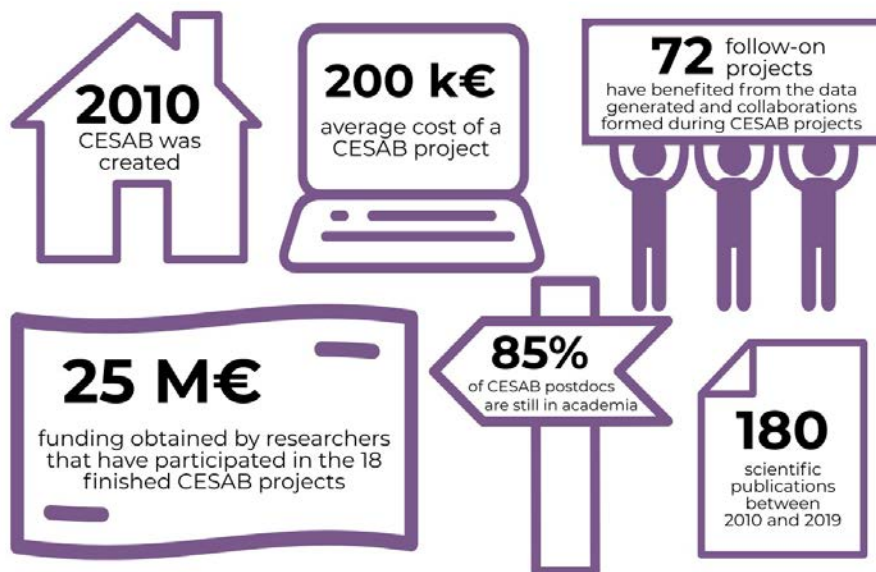 2010
CESAB was
created
200 k€
average cost of a
CESAB project
72 follow-on
projects
have benefited from the data
generated and collaborations
formed during CESAB projects
25 M€
funding obtained by researchers
that have participated in the 18
finished CESAB projects
85%
of CESAB postdocs
are still in academia
180
scientific
publications
between
2010 and 2019